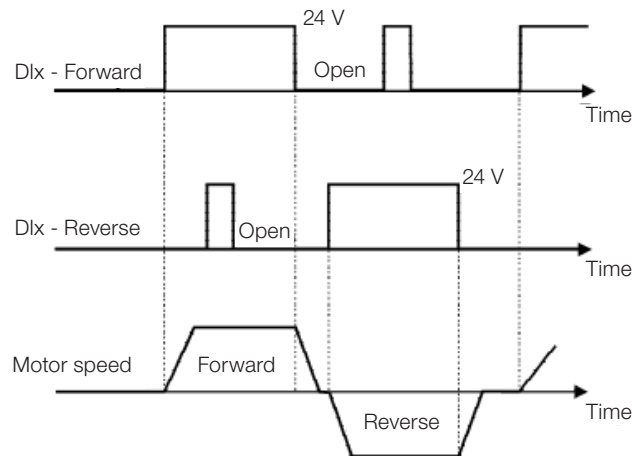 24 V
DIx - Forward
Open
Time
24 V
DIx - Reverse
Open
Time
Motor speed
Forward
Time
Reverse